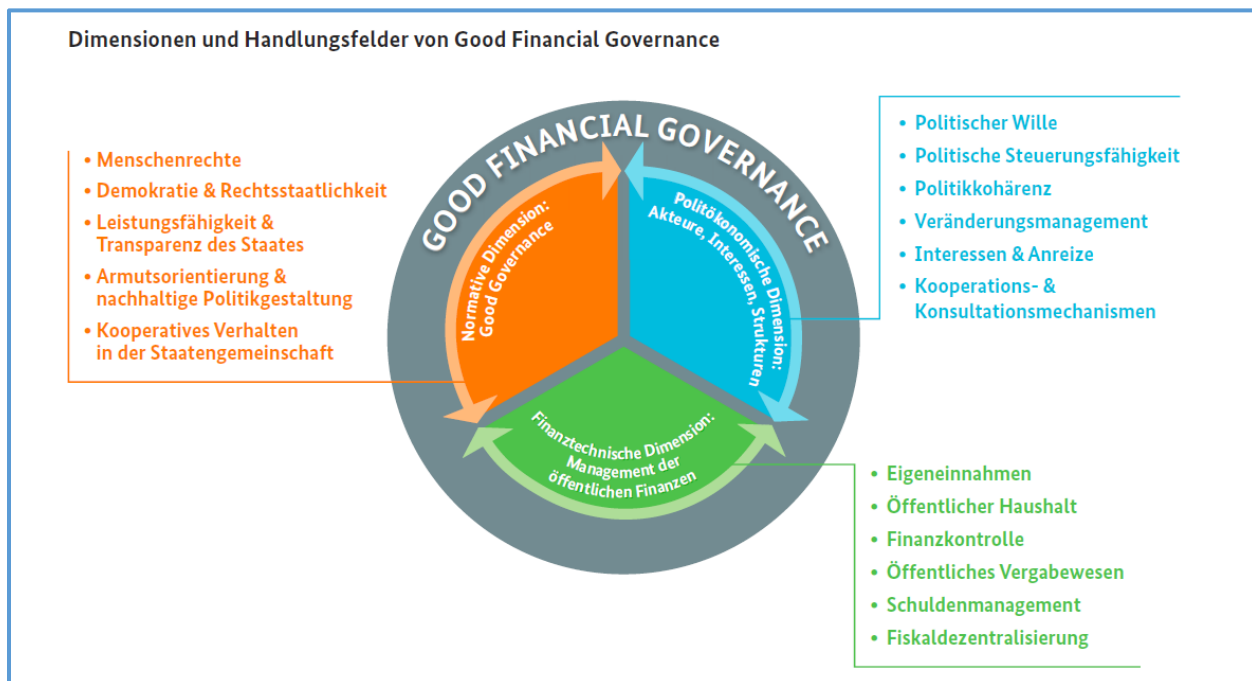 Dimensionen und Handlungsfelder von Good Financial Governance
GOOD FINANCIAL GOVERNANCE
• Menschenrechte
• Demokratie & Rechtsstaatlichkeit
• Leistungsfähigkeit &
Transparenz des Staates
• Armutsorientierung &
nachhaltige Politikgestaltung
• Kooperatives Verhalten
in der Staatengemeinschaft
Normative Dimension:
Good Governance
Politökonomische Dimension:
Akteure, Interessen, Strukturen
• Politischer Wille
• Politische Steuerungsfähigkeit
• Politikkohärenz
• Veränderungsmanagement
• Interessen & Anreize
• Kooperations- &
Konsultationsmechanismen
Finanztechnische Dimension:
Management der
öffentlichen Finanzen
• Eigeneinnahmen
• Öffentlicher Haushalt
• Finanzkontrolle
• Öffentliches Vergabewesen
• Schuldenmanagement
• Fiskaldezentralisierung